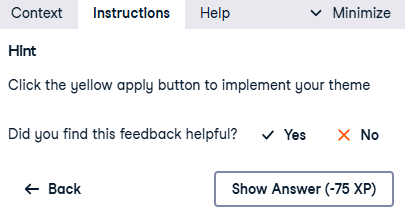 Context Instructions Help Minimize
Hint
Click the yellow apply button to implement your theme
Did you find this feedback helpful? Yes No
Back Show Answer (-75 XP)